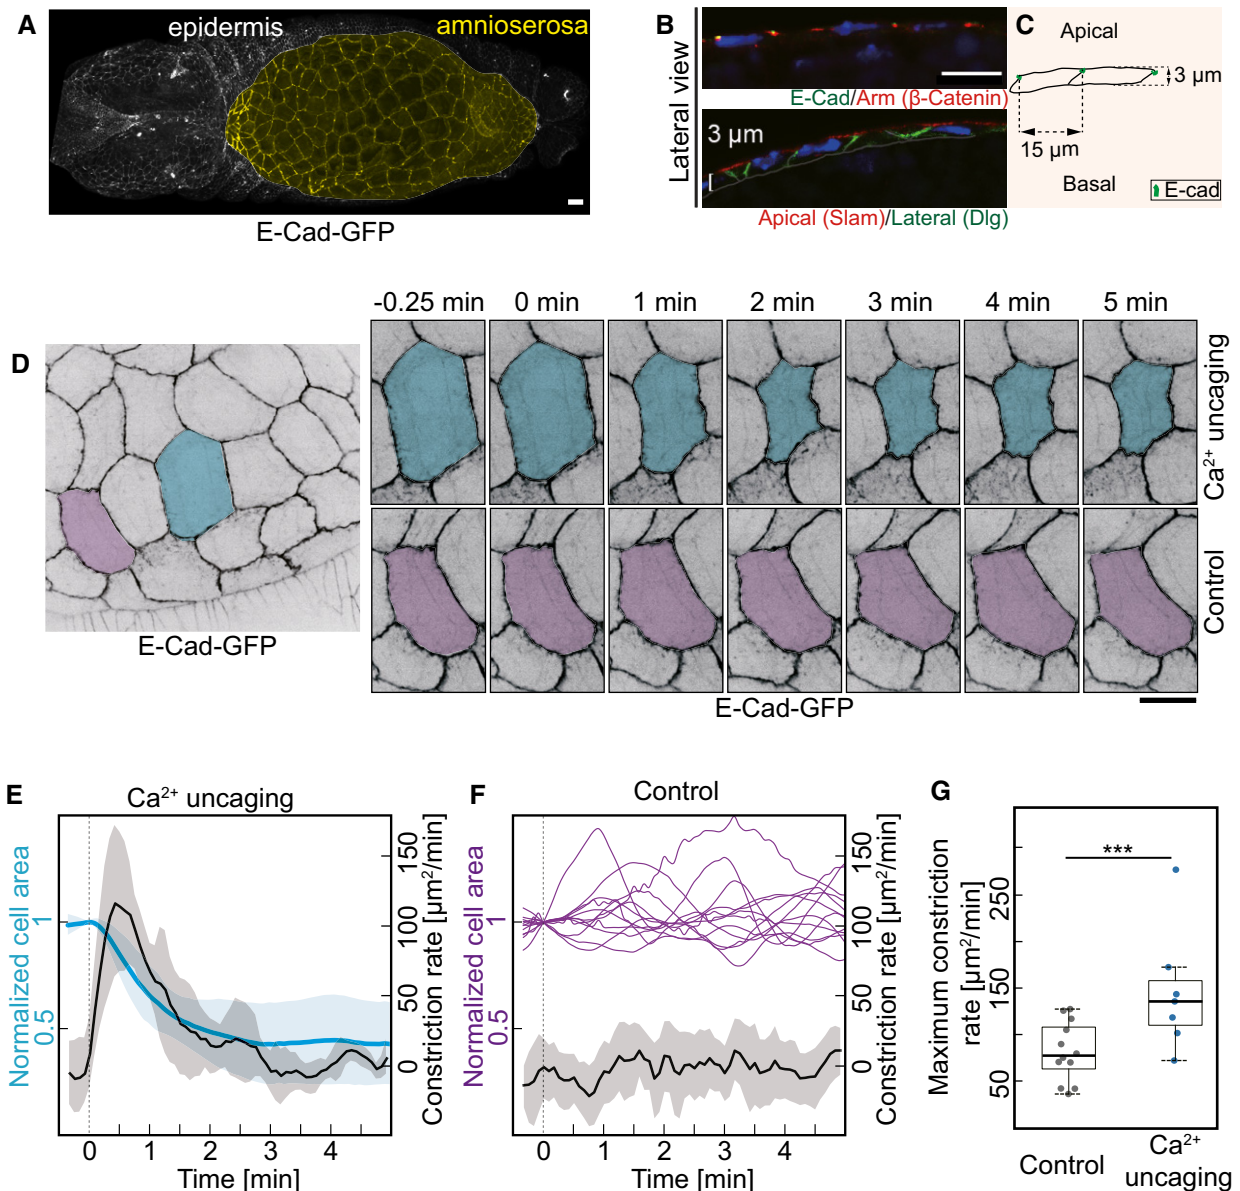 A
epidermis
amnioserosa
E-Cad-GFP
B
Lateral view
E-Cad/Arm (β-Catenin)
3 µm
Apical (Slam)/Lateral (Dlg)
C
Apical
3 µm
15 µm
Basal
E-cad
D
E-Cad-GFP
-0.25 min 0 min 1 min 2 min 3 min 4 min 5 min
Ca²⁺ uncaging
Control
E-Cad-GFP
E
Ca²⁺ uncaging
Normalized cell area
1
0.5
Constriction rate [µm²/min]
150
100
50
0
0 1 2 3 4
Time [min]
F
Control
Normalized cell area
1
0.5
Constriction rate [µm²/min]
150
100
50
0
0 1 2 3 4
Time [min]
G
Maximum constriction
rate [µm²/min]
250
150
50
***
Control
Ca²⁺
uncaging